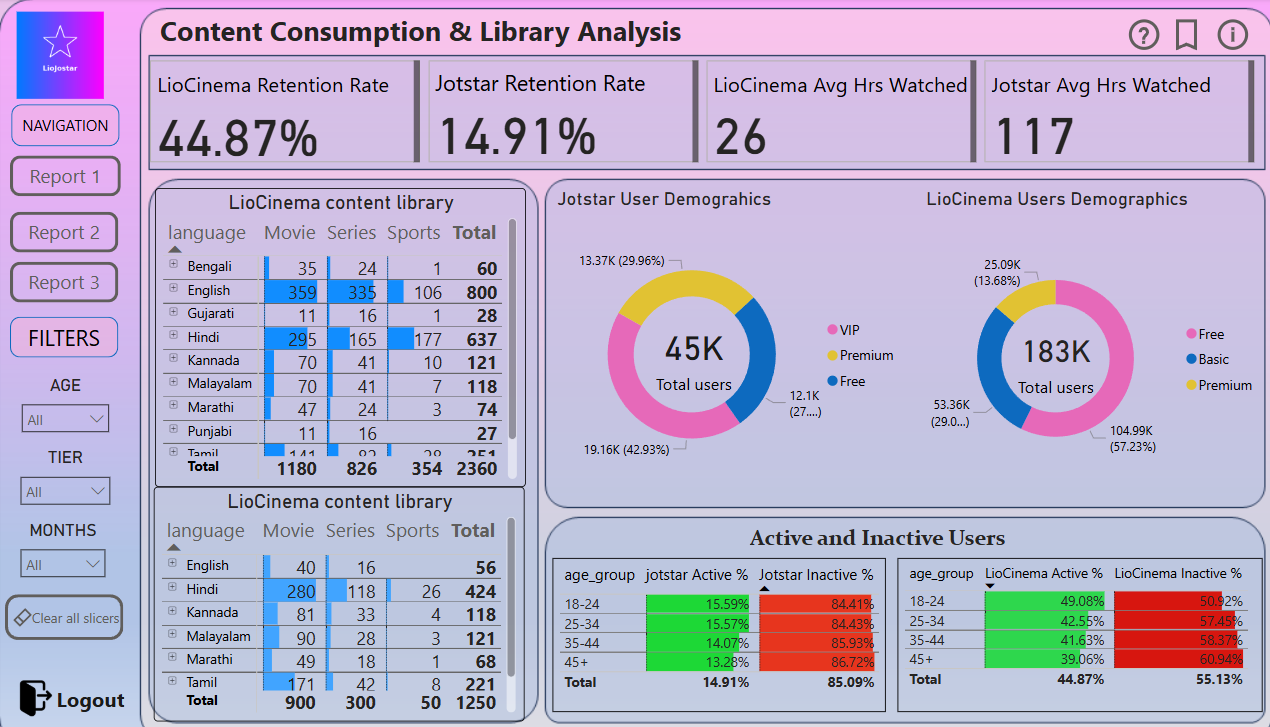 LioJostar
NAVIGATION
Report 1
Report 2
Report 3
FILTERS
AGE
All
TIER
All
MONTHS
All
Clear all slicers
Logout
Content Consumption & Library Analysis
?
i
LioCinema Retention Rate
44.87%
Jotstar Retention Rate
14.91%
LioCinema Avg Hrs Watched
26
Jotstar Avg Hrs Watched
117
LioCinema content library
language Movie Series Sports Total
Bengali 35 24 1 60
English 359 335 106 800
Gujarati 11 16 1 28
Hindi 295 165 177 637
Kannada 70 41 10 121
Malayalam 70 41 7 118
Marathi 47 24 3 74
Punjabi 11 16 27
Tamil 141 82 28 251
Total 1180 826 354 2360
LioCinema content library
language Movie Series Sports Total
English 40 16 56
Hindi 280 118 26 424
Kannada 81 33 4 118
Malayalam 90 28 3 121
Marathi 49 18 1 68
Tamil 171 42 8 221
Total 900 300 50 1250
Jotstar User Demograhics
13.37K (29.96%)
45K
Total users
12.1K
(27....)
19.16K (42.93%)
VIP
Premium
Free
LioCinema Users Demographics
25.09K
(13.68%)
183K
Total users
53.36K
(29.0...)
104.99K
(57.23%)
Free
Basic
Premium
Active and Inactive Users
age_group jotstar Active % Jotstar Inactive %
18-24 15.59% 84.41%
25-34 15.57% 84.43%
35-44 14.07% 85.93%
45+ 13.28% 86.72%
Total 14.91% 85.09%
age_group LioCinema Active % LioCinema Inactive %
18-24 49.08% 50.92%
25-34 42.55% 57.45%
35-44 41.63% 58.37%
45+ 39.06% 60.94%
Total 44.87% 55.13%